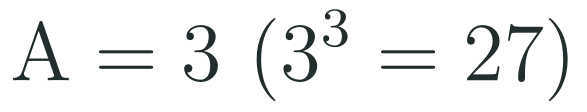 A = 3 (3³ = 27)